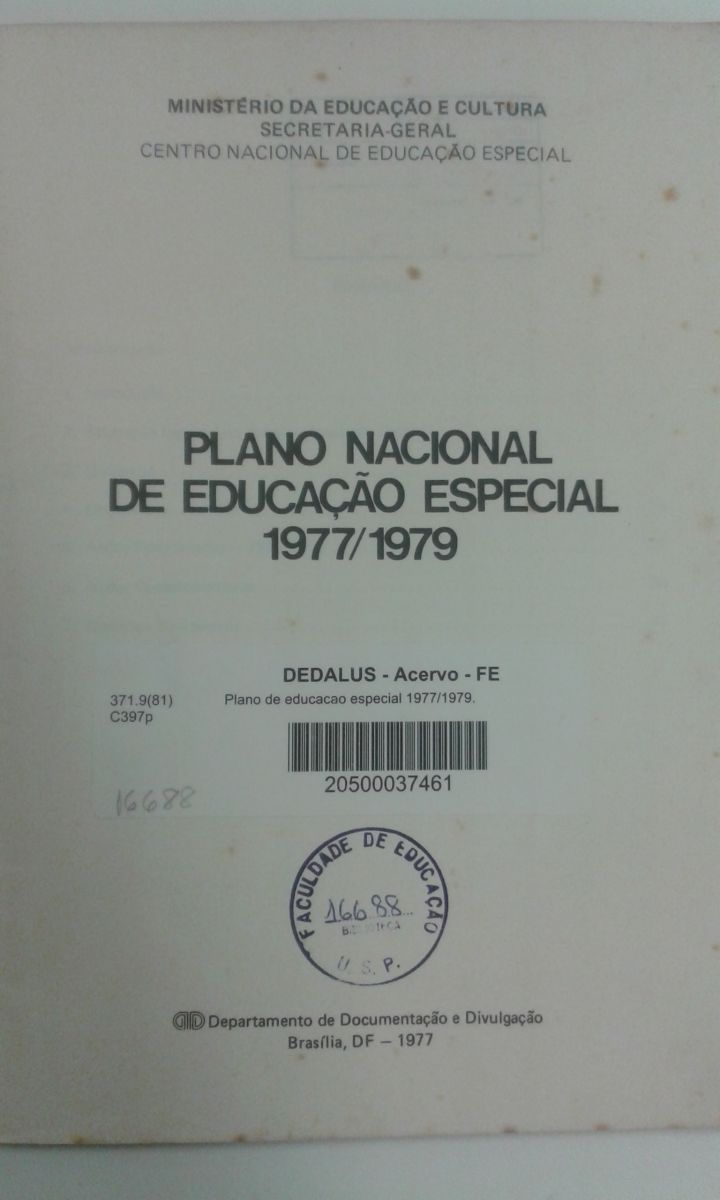 MINISTÉRIO DA EDUCAÇÃO E CULTURA
SECRETARIA-GERAL
CENTRO NACIONAL DE EDUCAÇÃO ESPECIAL
PLANO NACIONAL
DE EDUCAÇÃO ESPECIAL
1977/1979
DEDALUS - Acervo - FE
371.9(81)
C397p
Plano de educacao especial 1977/1979.
20500037461
16688
FACULDADE DE EDUCAÇÃO
16688
BIBLIOTECA
U.S.P.
Departamento de Documentação e Divulgação
Brasília, DF – 1977